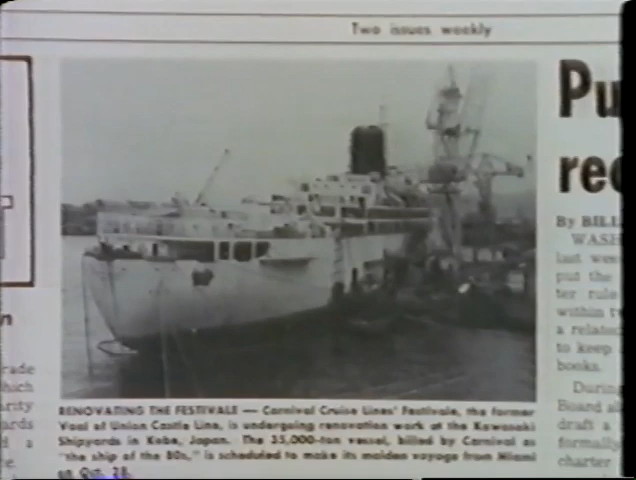 Two issues weekly
RENOVATING THE FESTIVALE — Carnival Cruise Lines' Festivale, the former
Vaal of Union Castle Line, is undergoing renovation work at the Kawasaki
Shipyards in Kobe, Japan. The 35,000-ton vessel, billed by Carnival as
"the ship of the 80s," is scheduled to make its maiden voyage from Miami
on Oct. 28.
Pu
rec
By BILL
WASH
last wee
put the
ter rule
within tw
a related
to keep
books.
During
Board al
draft a
formally
charter
n
rade
hich
arity
ards
d a
ce.